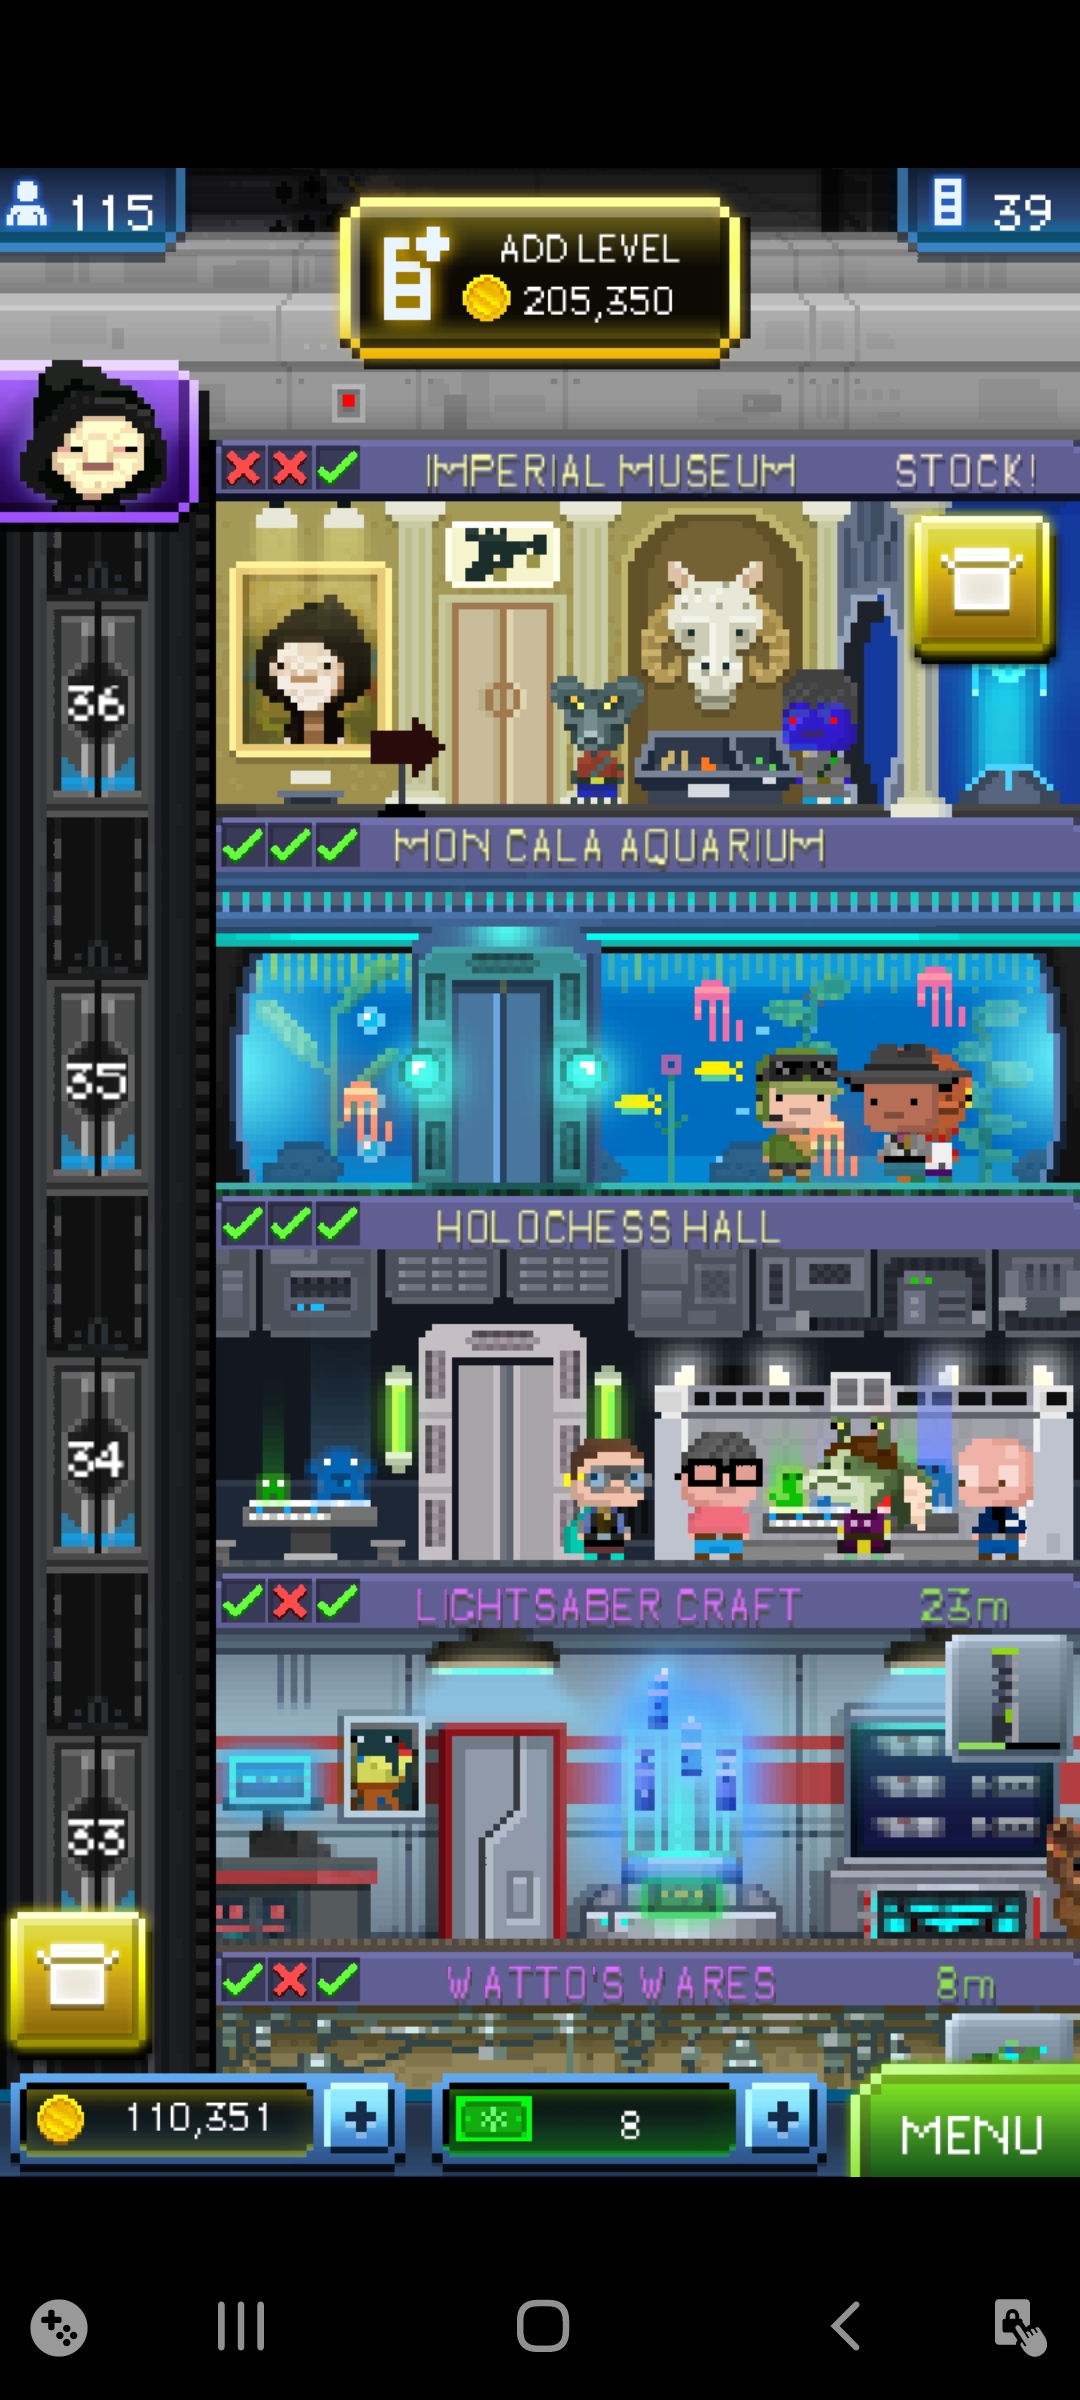 115
39
ADD LEVEL
205,350
IMPERIAL MUSEUM STOCK!
36
MON CALA AQUARIUM
35
HOLOCHESS HALL
34
LIGHTSABER CRAFT 23m
33
WATTO'S WARES 8m
110,351
8
MENU